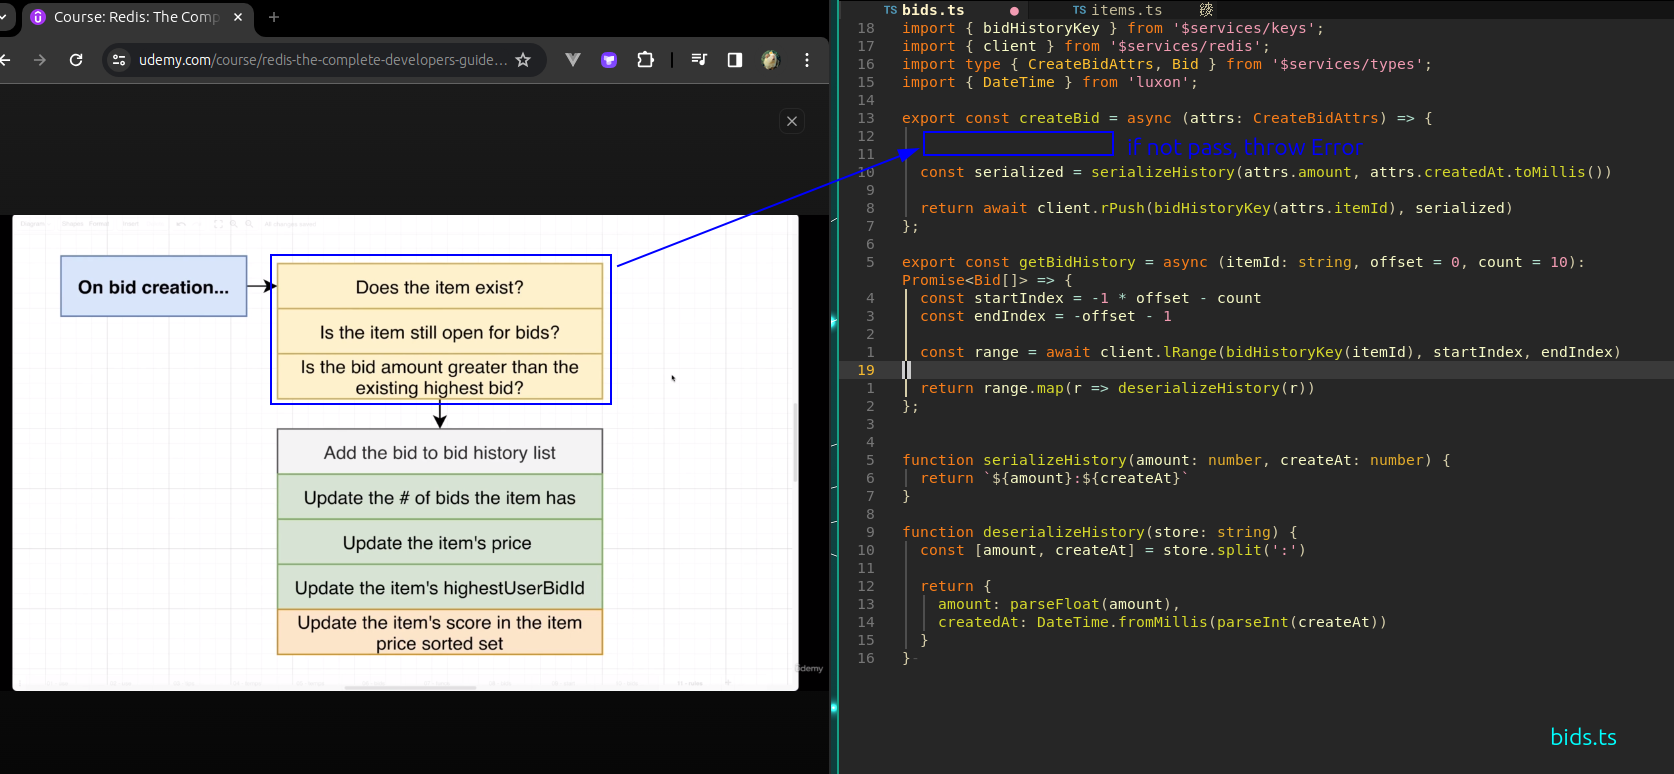 Course: Redis: The Comp
udemy.com/course/redis-the-complete-developers-guide...
On bid creation...
Does the item exist?
Is the item still open for bids?
Is the bid amount greater than the
existing highest bid?
Add the bid to bid history list
Update the # of bids the item has
Update the item's price
Update the item's highestUserBidId
Update the item's score in the item
price sorted set
ûdemy
TS bids.ts
TS items.ts
18 import { bidHistoryKey } from '$services/keys';
17 import { client } from '$services/redis';
16 import type { CreateBidAttrs, Bid } from '$services/types';
15 import { DateTime } from 'luxon';
14
13 export const createBid = async (attrs: CreateBidAttrs) => {
12
if not pass, throw Error
11
10 const serialized = serializeHistory(attrs.amount, attrs.createdAt.toMillis())
9
8 return await client.rPush(bidHistoryKey(attrs.itemId), serialized)
7 };
6
5 export const getBidHistory = async (itemId: string, offset = 0, count = 10):
Promise<Bid[]> => {
4 const startIndex = -1 * offset - count
3 const endIndex = -offset - 1
2
1 const range = await client.lRange(bidHistoryKey(itemId), startIndex, endIndex)
19
1 return range.map(r => deserializeHistory(r))
2 };
3
4
5 function serializeHistory(amount: number, createAt: number) {
6 return `${amount}:${createAt}`
7 }
8
9 function deserializeHistory(store: string) {
10 const [amount, createAt] = store.split(':')
11
12 return {
13 amount: parseFloat(amount),
14 createdAt: DateTime.fromMillis(parseInt(createAt))
15 }
16 }-
bids.ts